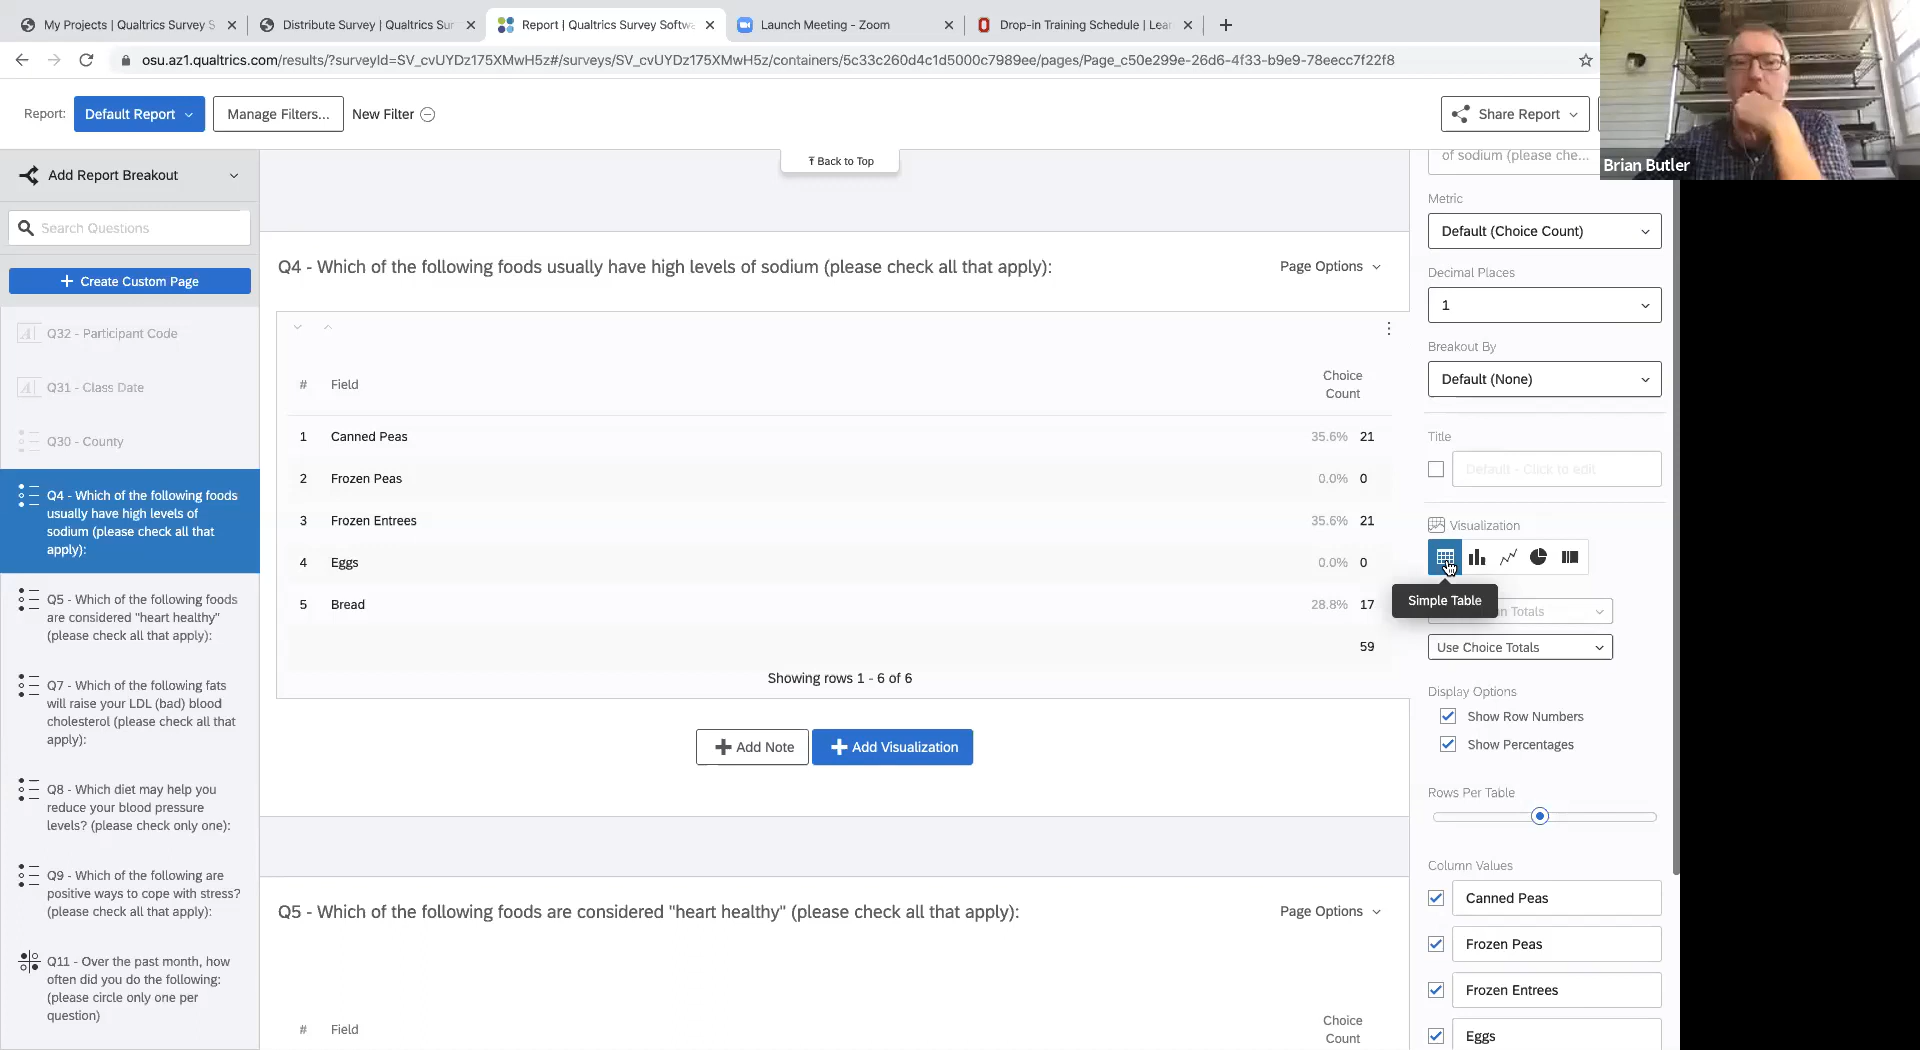 My Projects | Qualtrics Survey S
Distribute Survey | Qualtrics Sur
Report | Qualtrics Survey Softwa
Launch Meeting - Zoom
Drop-in Training Schedule | Lear
osu.az1.qualtrics.com/results/?surveyId=SV_cvUYDz175XMwH5z#/surveys/SV_cvUYDz175XMwH5z/containers/5c33c260d4c1d5000c7989ee/pages/Page_c50e299e-26d6-4f33-b9e9-78eecc7f22f8
Report:
Default Report
Manage Filters...
New Filter
Share Report
Brian Butler
Back to Top
Add Report Breakout
Search Questions
Create Custom Page
Q32 - Participant Code
Q31 - Class Date
Q30 - County
Q4 - Which of the following foods
usually have high levels of
sodium (please check all that
apply):
Q5 - Which of the following foods
are considered "heart healthy"
(please check all that apply):
Q7 - Which of the following fats
will raise your LDL (bad) blood
cholesterol (please check all that
apply):
Q8 - Which diet may help you
reduce your blood pressure
levels? (please check only one):
Q9 - Which of the following are
positive ways to cope with stress?
(please check all that apply):
Q11 - Over the past month, how
often did you do the following:
(please circle only one per
question)
Q4 - Which of the following foods usually have high levels of sodium (please check all that apply):
Page Options
# Field Choice
Count
1 Canned Peas 35.6% 21
2 Frozen Peas 0.0% 0
3 Frozen Entrees 35.6% 21
4 Eggs 0.0% 0
5 Bread 28.8% 17
59
Showing rows 1 - 6 of 6
Add Note
Add Visualization
Q5 - Which of the following foods are considered "heart healthy" (please check all that apply):
Page Options
# Field Choice
Count
of sodium (please che...
Metric
Default (Choice Count)
Decimal Places
1
Breakout By
Default (None)
Title
Default - Click to edit
Visualization
Simple Table
n Totals
Use Choice Totals
Display Options
Show Row Numbers
Show Percentages
Rows Per Table
Column Values
Canned Peas
Frozen Peas
Frozen Entrees
Eggs